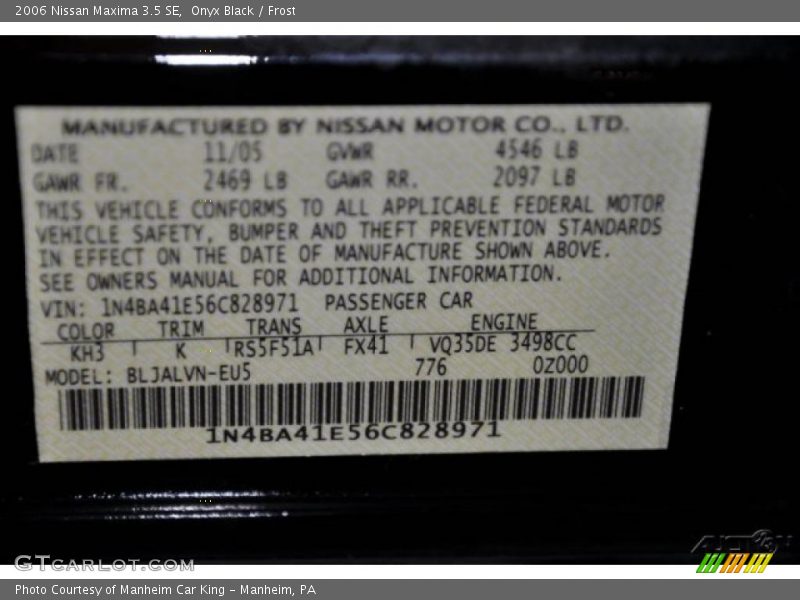 2006 Nissan Maxima 3.5 SE,  Onyx Black / Frost
MANUFACTURED BY NISSAN MOTOR CO., LTD.
DATE 11/05 GVWR 4546 LB
GAWR FR. 2469 LB GAWR RR. 2097 LB
THIS VEHICLE CONFORMS TO ALL APPLICABLE FEDERAL MOTOR
VEHICLE SAFETY, BUMPER AND THEFT PREVENTION STANDARDS
IN EFFECT ON THE DATE OF MANUFACTURE SHOWN ABOVE.
SEE OWNERS MANUAL FOR ADDITIONAL INFORMATION.
VIN: 1N4BA41E56C828971 PASSENGER CAR
COLOR TRIM TRANS AXLE ENGINE
KH3 K RS5F51A FX41 VQ35DE 3498CC
MODEL: BLJALVN-EU5 776 0Z000
1N4BA41E56C828971
GTcarlot.com
Photo Courtesy of Manheim Car King - Manheim, PA